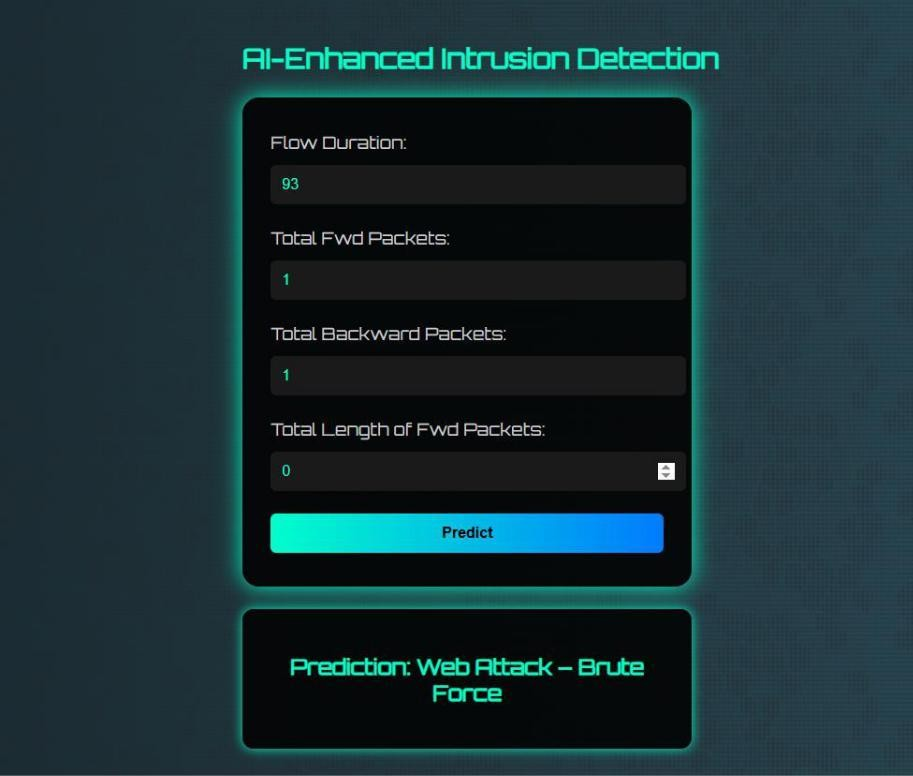 AI-Enhanced Intrusion Detection
Flow Duration:
93
Total Fwd Packets:
1
Total Backward Packets:
1
Total Length of Fwd Packets:
0
Predict
Prediction: Web Attack – Brute
Force